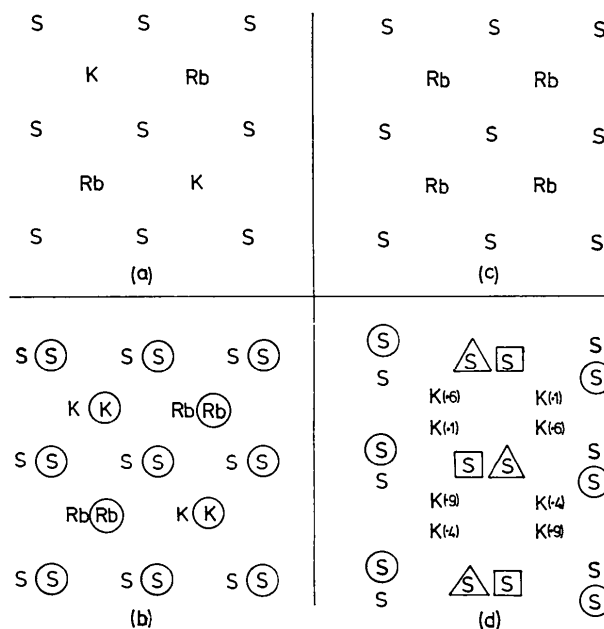 S S S
K Rb
S S S
Rb K
S S S
(a)
S S S
Rb Rb
S S S
Rb Rb
S S S
(c)
S S S S S S
K K Rb Rb
S S S S S S
Rb Rb K K
S S S S S S
(b)
S S S S
S S
K(·6) K(·1)
K(·1) K(·6)
S S S S
S S
K(·9) K(·4)
K(·4) K(·9)
S S S S
S S
(d)